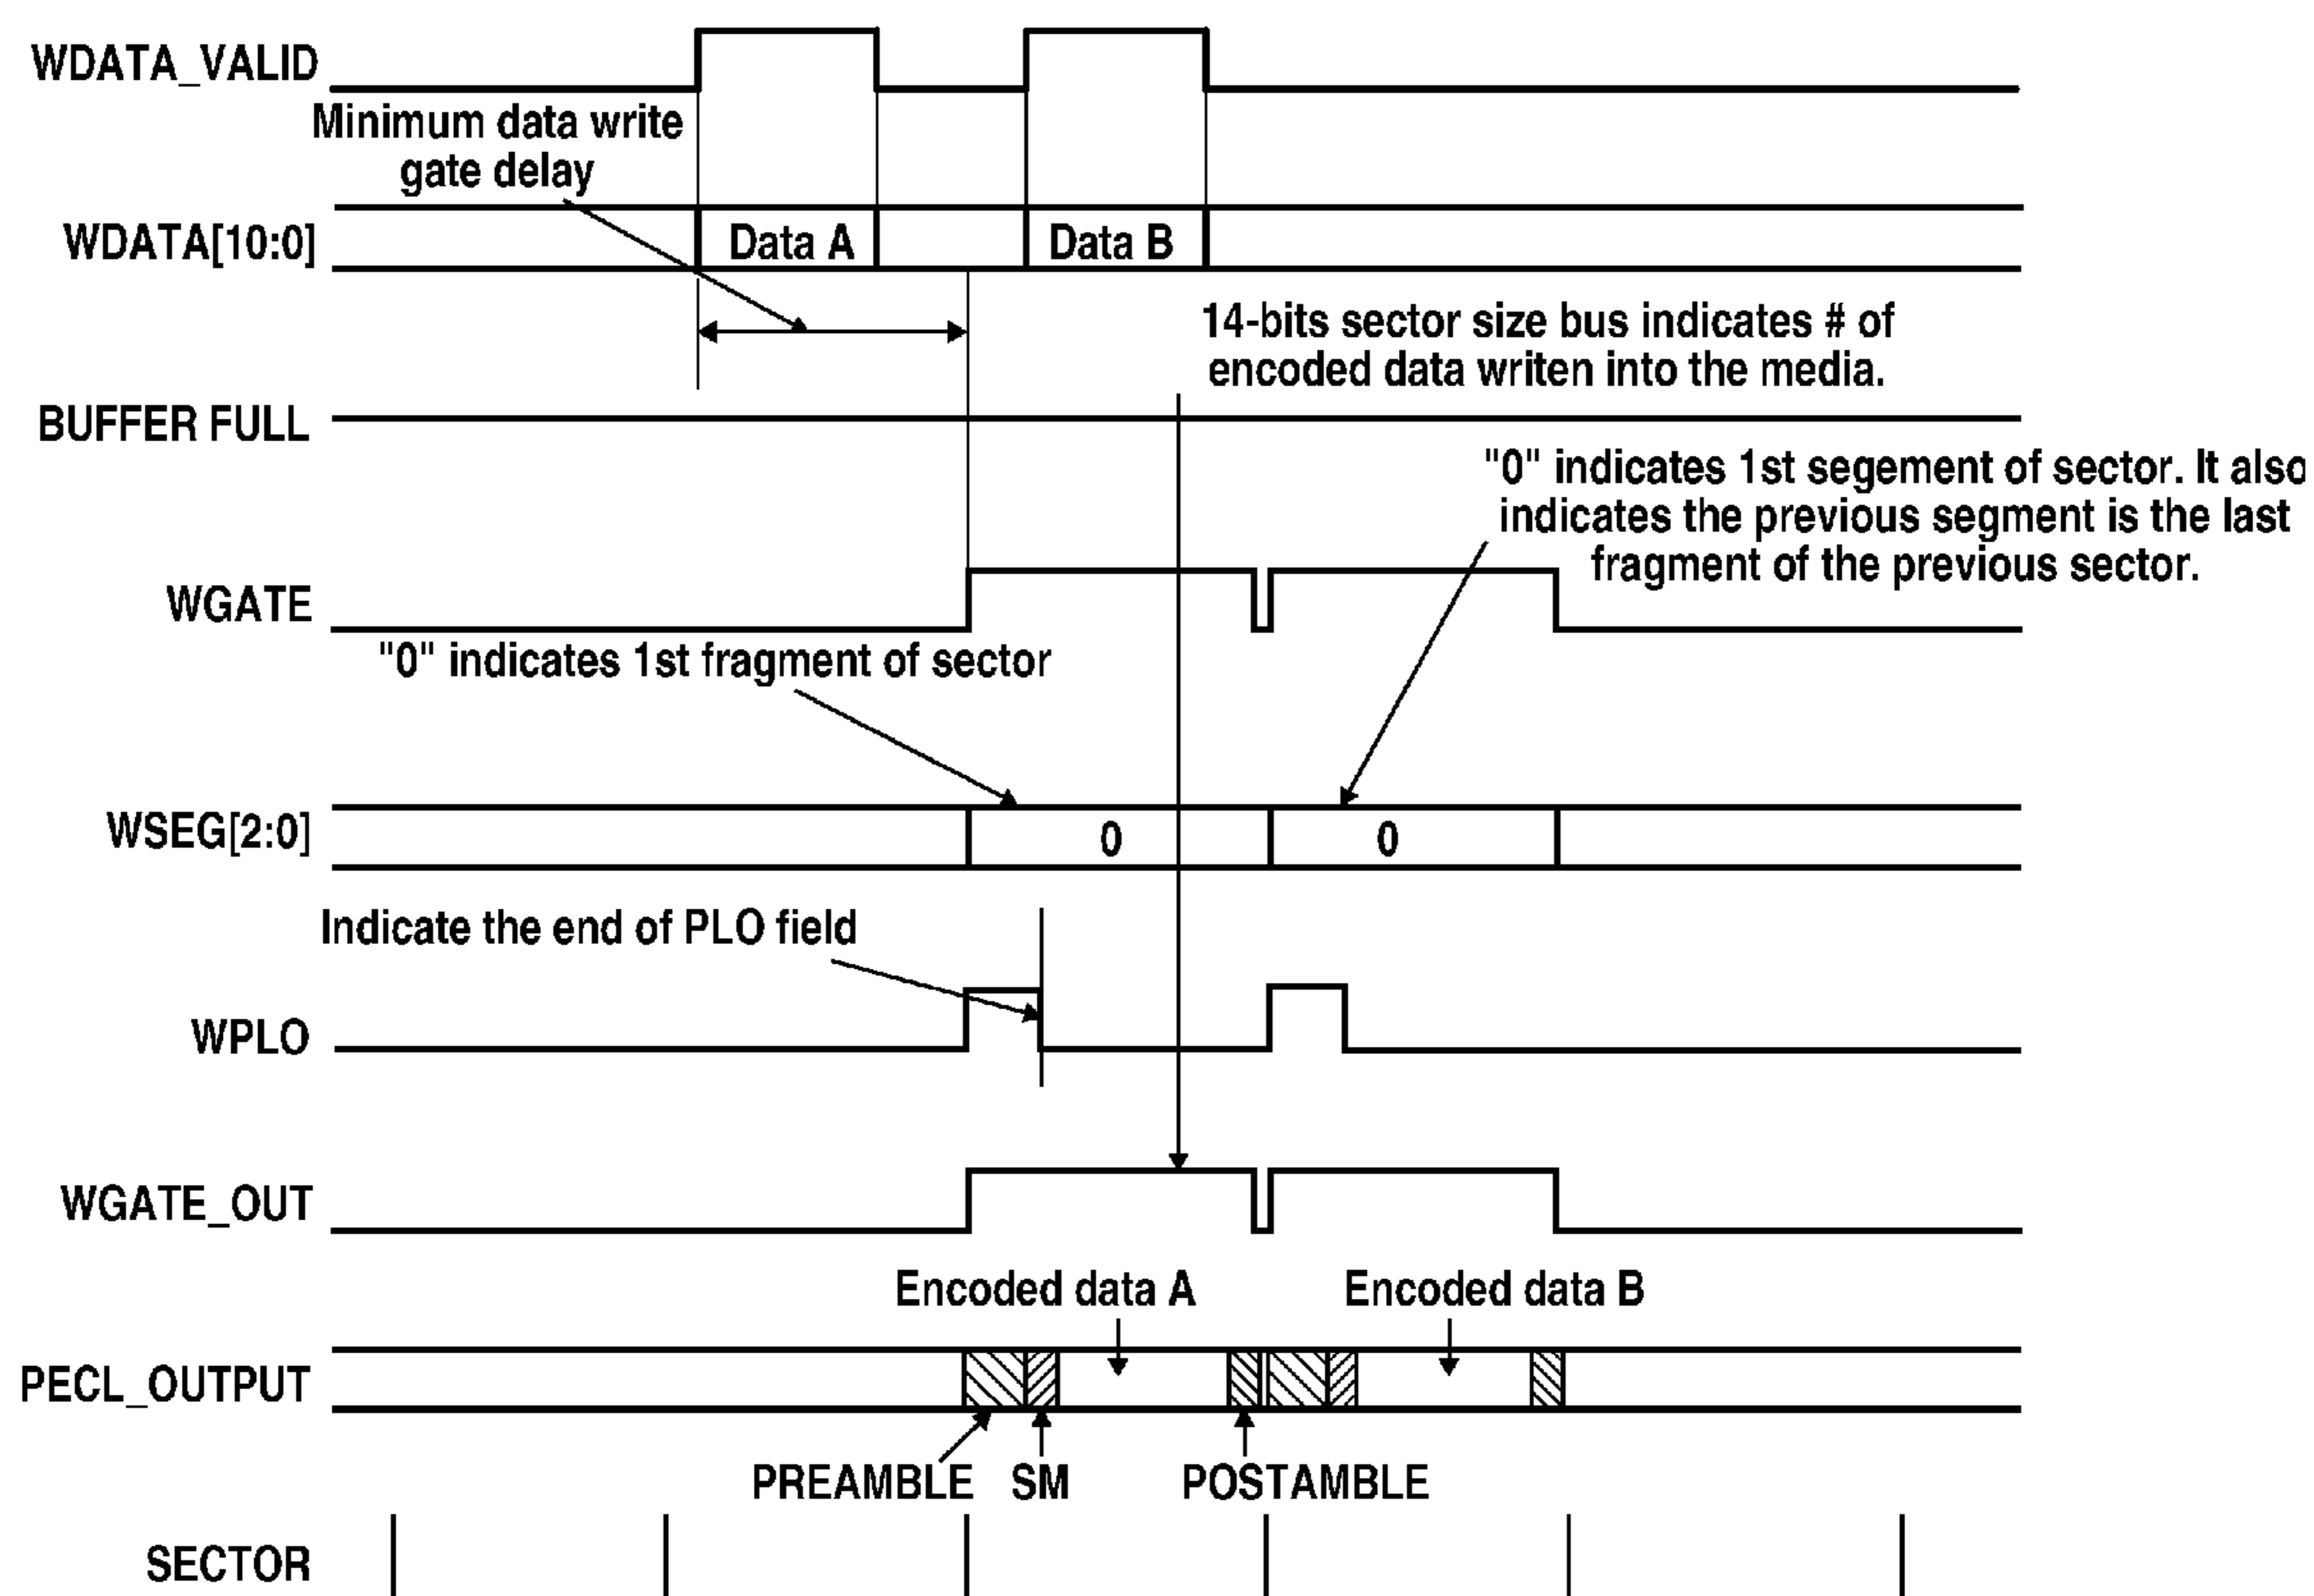 WDATA_VALID
Minimum data write
gate delay
WDATA[10:0]
Data A
Data B
14-bits sector size bus indicates # of
encoded data writen into the media.
BUFFER FULL
"0" indicates 1st segement of sector. It also
indicates the previous segment is the last
fragment of the previous sector.
WGATE
"0" indicates 1st fragment of sector
WSEG[2:0]
0
0
Indicate the end of PLO field
WPLO
WGATE_OUT
Encoded data A
Encoded data B
PECL_OUTPUT
PREAMBLE
SM
POSTAMBLE
SECTOR